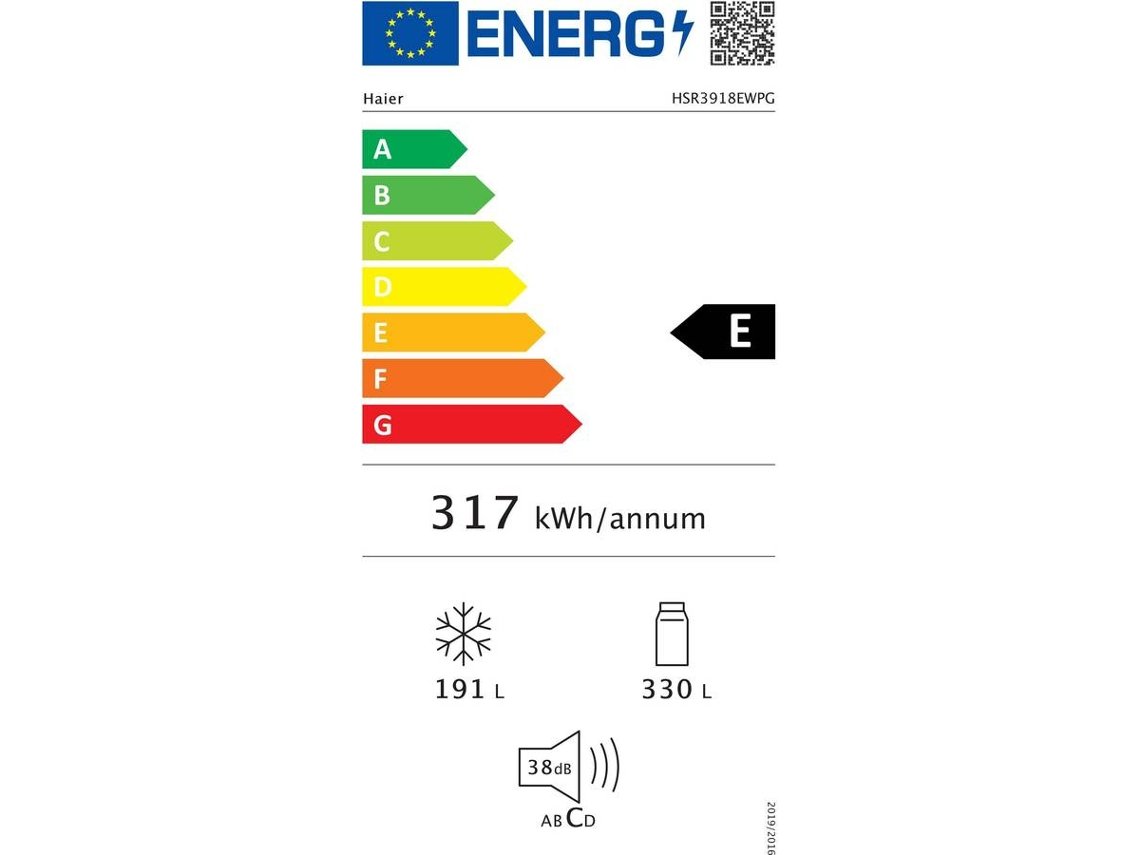 ENERG
Haier HSR3918EWPG
A
B
C
D
E
E
F
G
317 kWh/annum
191 L 330 L
38dB
ABCD
2019/2016